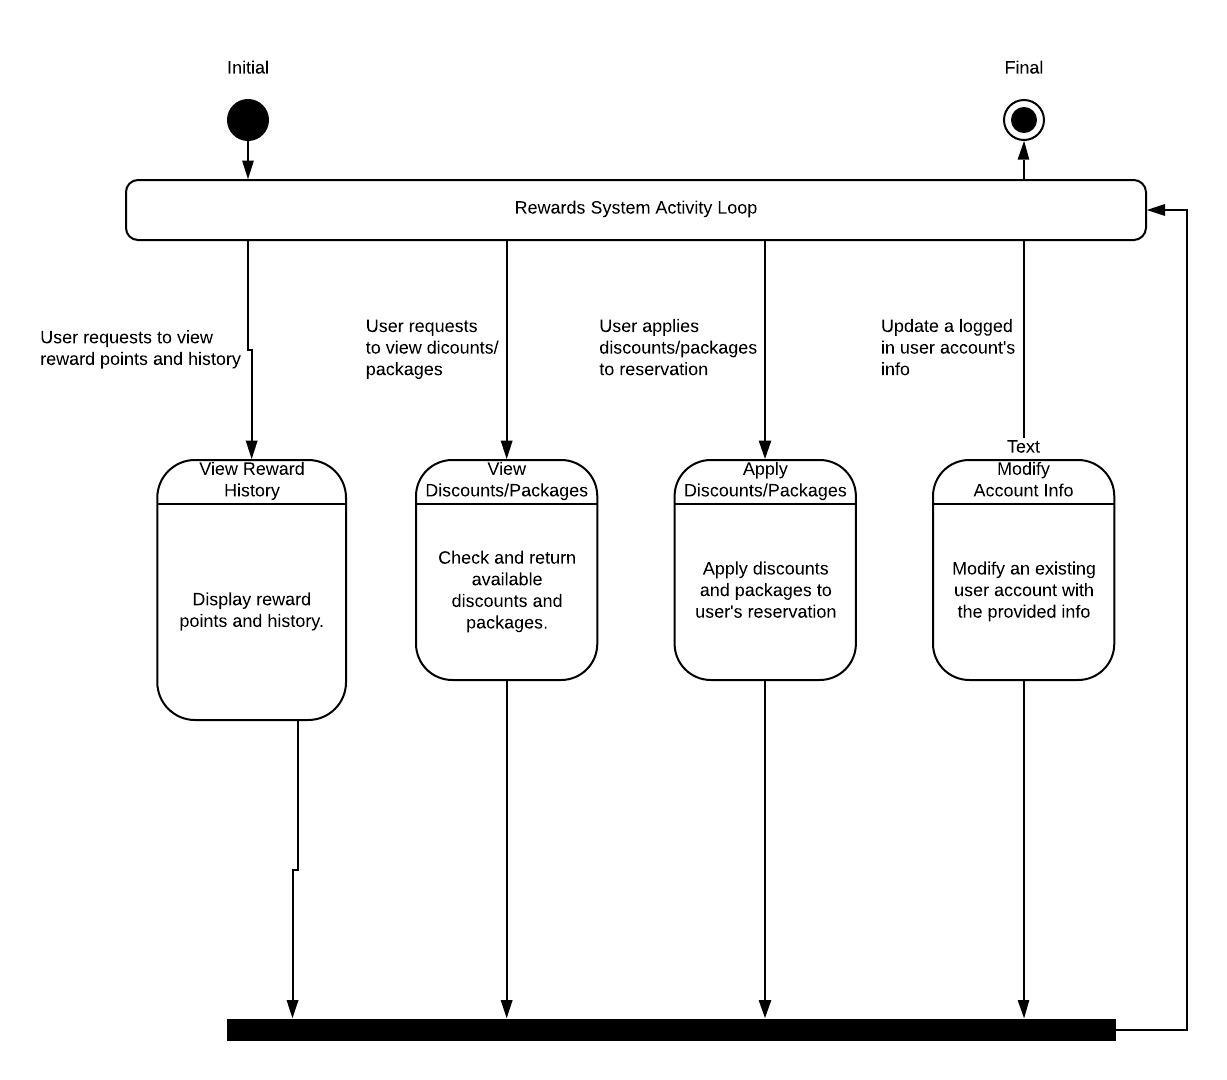 Initial
Final
Rewards System Activity Loop
User requests to view
reward points and history
User requests
to view dicounts/
packages
User applies
discounts/packages
to reservation
Update a logged
in user account's
info
Text
View Reward
History
View
Discounts/Packages
Apply
Discounts/Packages
Modify
Account Info
Display reward
points and history.
Check and return
available
discounts and
packages.
Apply discounts
and packages to
user's reservation
Modify an existing
user account with
the provided info